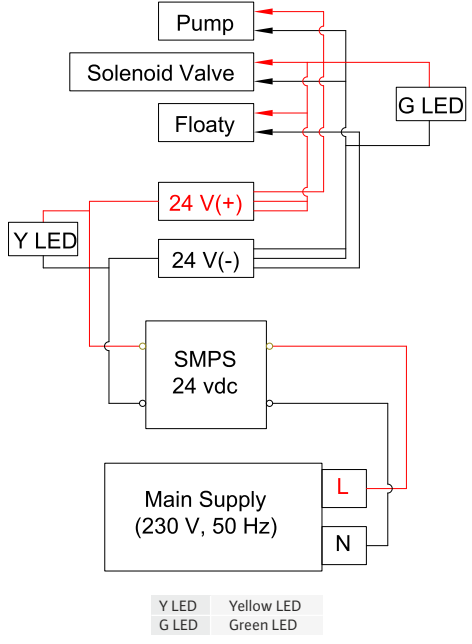 Pump
Solenoid Valve
G LED
Floaty
24 V(+)
Y LED
24 V(-)
SMPS
24 vdc
L
Main Supply
(230 V, 50 Hz)
N
Y LED Yellow LED
G LED Green LED